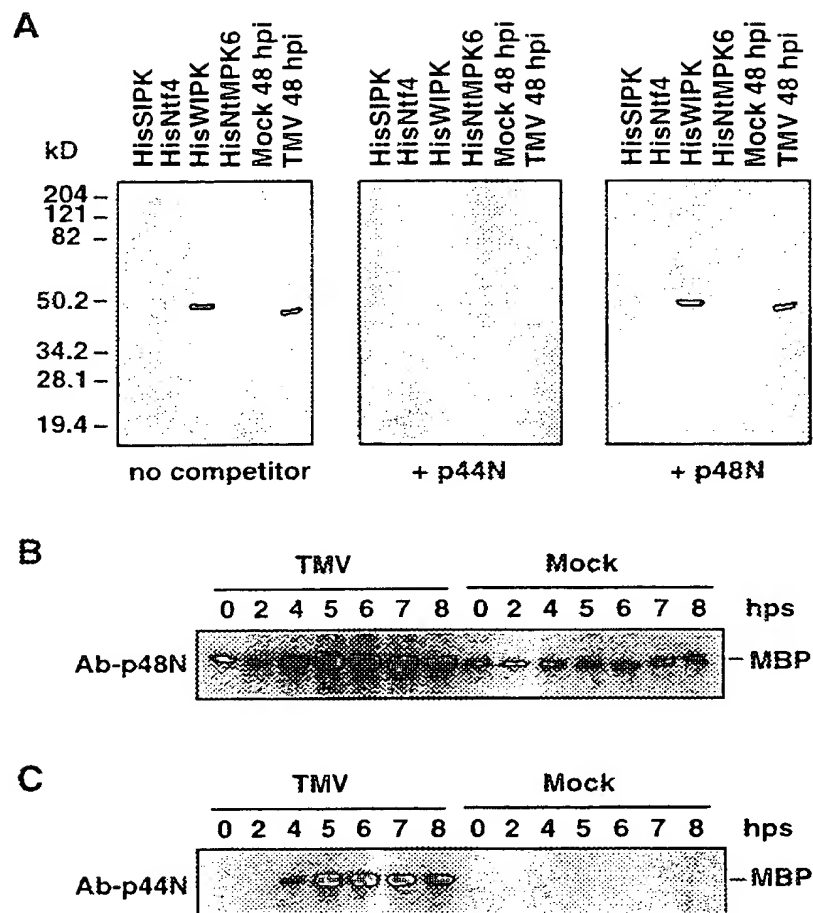 A
kD
HisSIPK
HisNtf4
HisWIPK
HisNtMPK6
Mock 48 hpi
TMV 48 hpi
HisSIPK
HisNtf4
HisWIPK
HisNtMPK6
Mock 48 hpi
TMV 48 hpi
HisSIPK
HisNtf4
HisWIPK
HisNtMPK6
Mock 48 hpi
TMV 48 hpi
204 –
121 –
82 –
50.2 –
34.2 –
28.1 –
19.4 –
no competitor + p44N + p48N
B
TMV Mock
0 2 4 5 6 7 8 0 2 4 5 6 7 8 hps
Ab-p48N – MBP
C
TMV Mock
0 2 4 5 6 7 8 0 2 4 5 6 7 8 hps
Ab-p44N – MBP